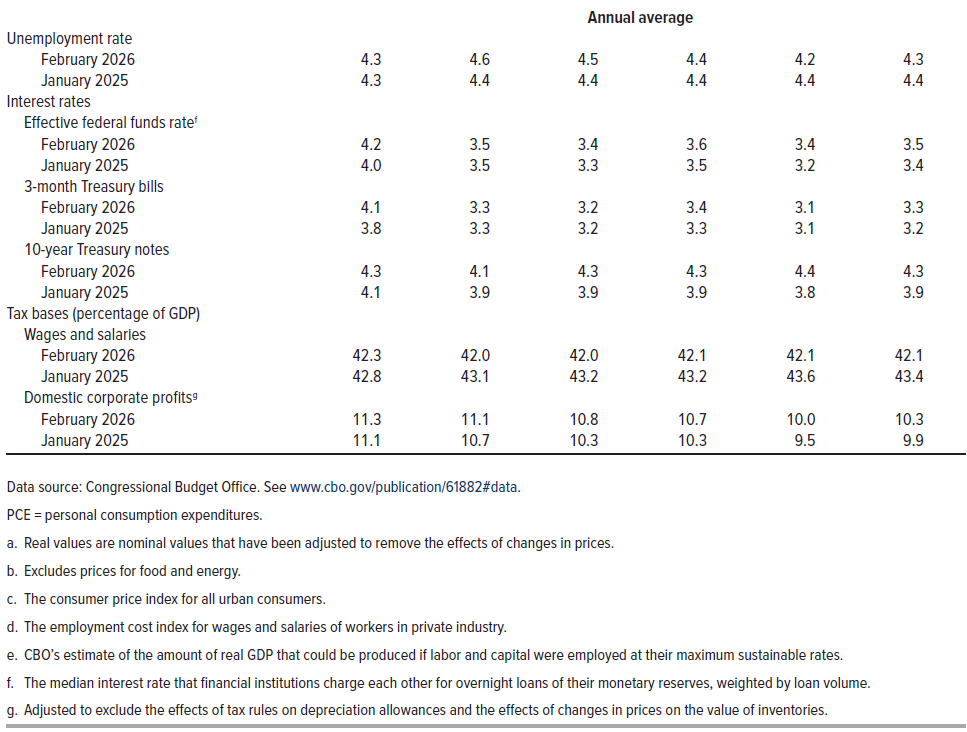 Annual average
Unemployment rate
February 2026 4.3 4.6 4.5 4.4 4.2 4.3
January 2025 4.3 4.4 4.4 4.4 4.4 4.4
Interest rates
Effective federal funds rateᶠ
February 2026 4.2 3.5 3.4 3.6 3.4 3.5
January 2025 4.0 3.5 3.3 3.5 3.2 3.4
3-month Treasury bills
February 2026 4.1 3.3 3.2 3.4 3.1 3.3
January 2025 3.8 3.3 3.2 3.3 3.1 3.2
10-year Treasury notes
February 2026 4.3 4.1 4.3 4.3 4.4 4.3
January 2025 4.1 3.9 3.9 3.9 3.8 3.9
Tax bases (percentage of GDP)
Wages and salaries
February 2026 42.3 42.0 42.0 42.1 42.1 42.1
January 2025 42.8 43.1 43.2 43.2 43.6 43.4
Domestic corporate profitsᵍ
February 2026 11.3 11.1 10.8 10.7 10.0 10.3
January 2025 11.1 10.7 10.3 10.3 9.5 9.9
Data source: Congressional Budget Office. See www.cbo.gov/publication/61882#data.
PCE = personal consumption expenditures.
a. Real values are nominal values that have been adjusted to remove the effects of changes in prices.
b. Excludes prices for food and energy.
c. The consumer price index for all urban consumers.
d. The employment cost index for wages and salaries of workers in private industry.
e. CBO’s estimate of the amount of real GDP that could be produced if labor and capital were employed at their maximum sustainable rates.
f. The median interest rate that financial institutions charge each other for overnight loans of their monetary reserves, weighted by loan volume.
g. Adjusted to exclude the effects of tax rules on depreciation allowances and the effects of changes in prices on the value of inventories.